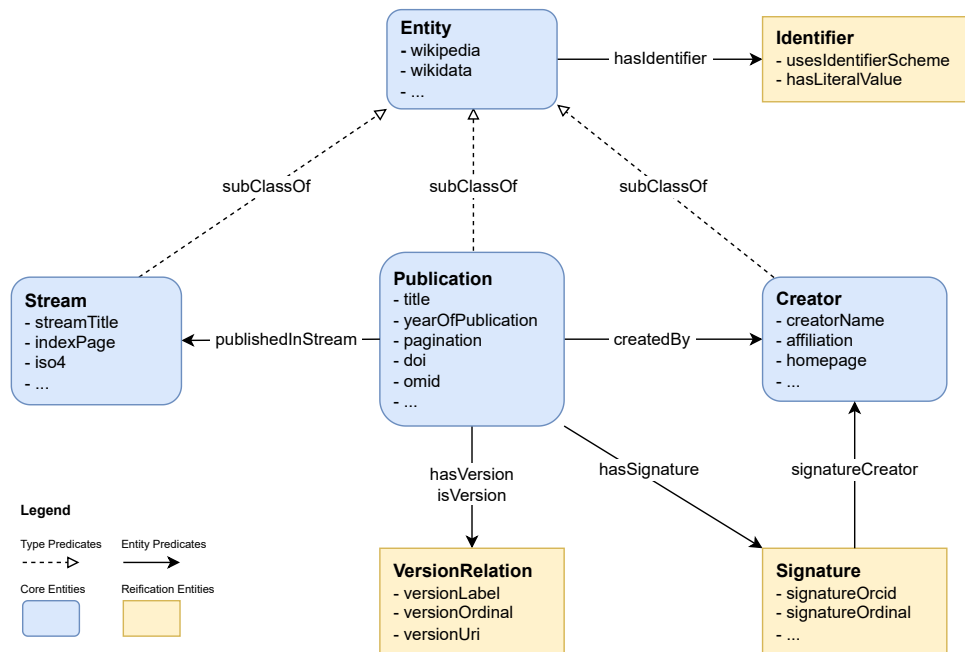 Entity
- wikipedia
- wikidata
- ...
hasIdentifier
Identifier
- usesIdentifierScheme
- hasLiteralValue
subClassOf
subClassOf
subClassOf
Stream
- streamTitle
- indexPage
- iso4
- ...
publishedInStream
Publication
- title
- yearOfPublication
- pagination
- doi
- omid
- ...
createdBy
Creator
- creatorName
- affiliation
- homepage
- ...
hasVersion
isVersion
hasSignature
signatureCreator
Legend
Type Predicates
Entity Predicates
Core Entities
Reification Entities
VersionRelation
- versionLabel
- versionOrdinal
- versionUri
Signature
- signatureOrcid
- signatureOrdinal
- ...